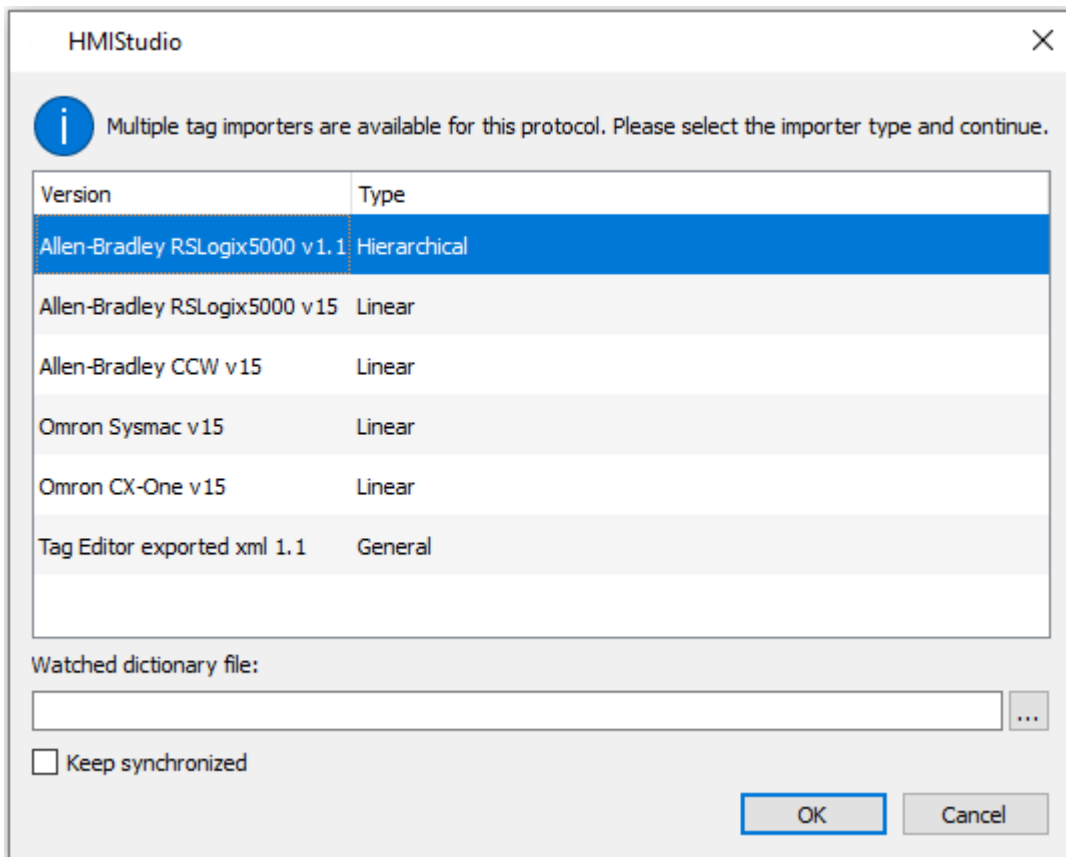 HMIStudio
Multiple tag importers are available for this protocol. Please select the importer type and continue.
Version Type
Allen-Bradley RSLogix5000 v1.1 Hierarchical
Allen-Bradley RSLogix5000 v15 Linear
Allen-Bradley CCW v15 Linear
Omron Sysmac v15 Linear
Omron CX-One v15 Linear
Tag Editor exported xml 1.1 General
Watched dictionary file:
...
Keep synchronized
OK Cancel